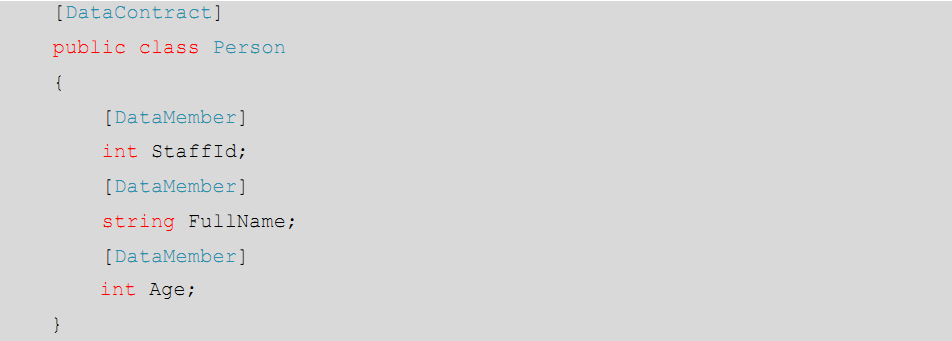 [DataContract]
public class Person
{
[DataMember]
int StaffId;
[DataMember]
string FullName;
[DataMember]
int Age;
}